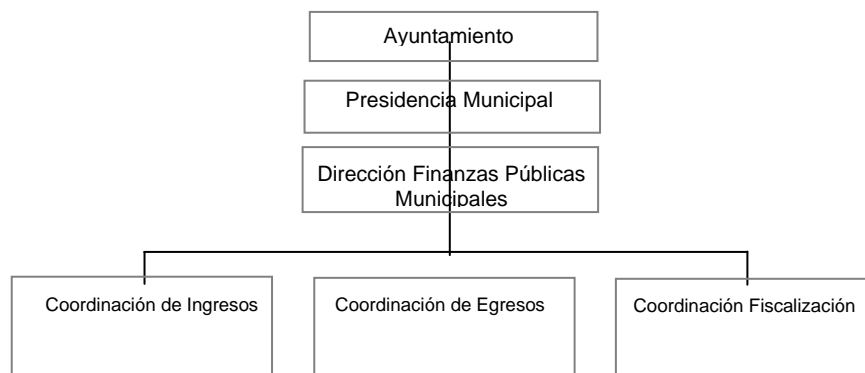 Ayuntamiento
Presidencia Municipal
Dirección Finanzas Públicas
Municipales
Coordinación de Ingresos
Coordinación de Egresos
Coordinación Fiscalización